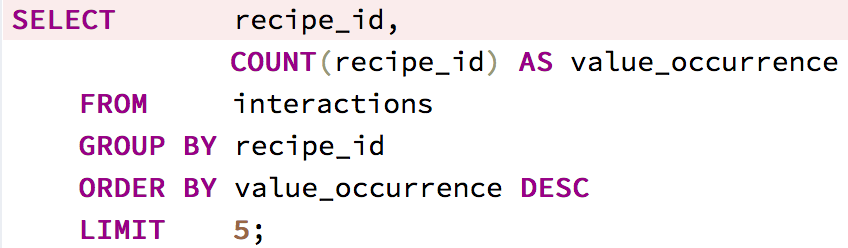 SELECT recipe_id,
COUNT(recipe_id) AS value_occurrence
FROM interactions
GROUP BY recipe_id
ORDER BY value_occurrence DESC
LIMIT 5;